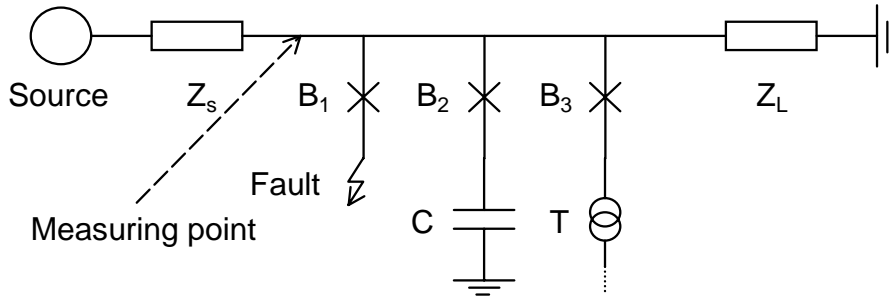 Source
Zs
B1
B2
B3
ZL
Fault
C
T
Measuring point